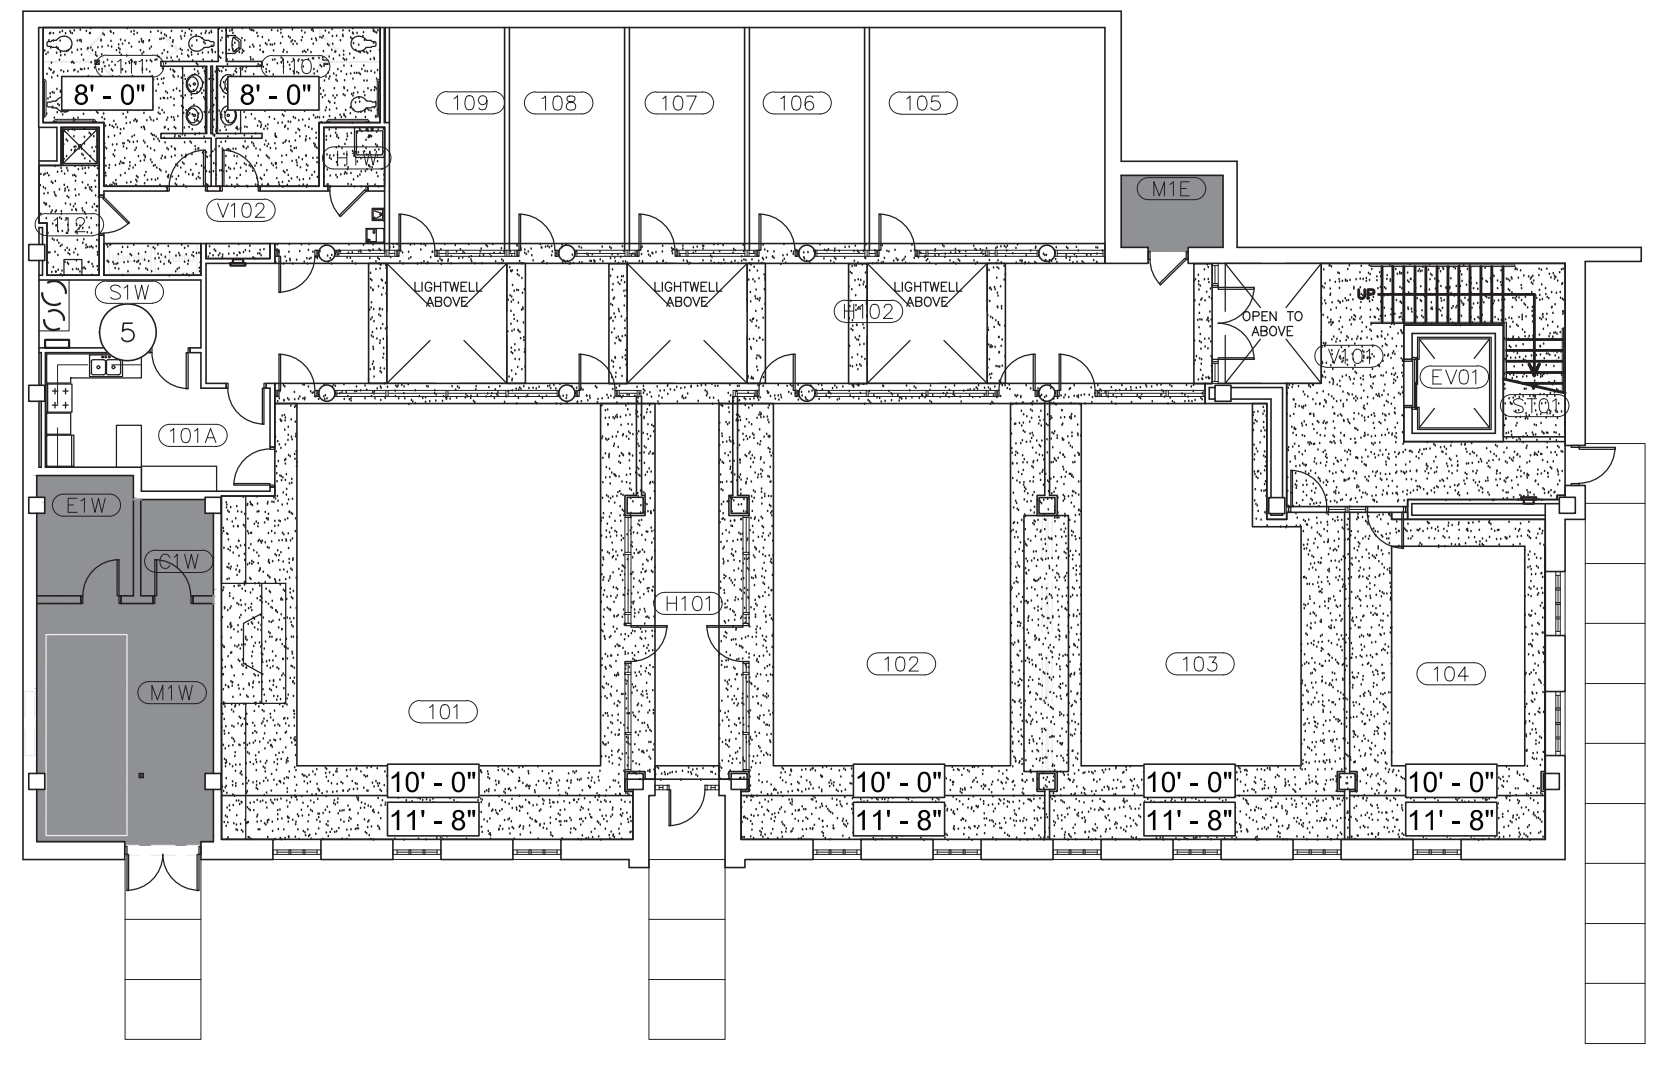 111
110
8' - 0"
8' - 0"
109
108
107
106
105
H1W
M1E
V102
112
LIGHTWELL
ABOVE
LIGHTWELL
ABOVE
LIGHTWELL
ABOVE
S1W
UP
H102
OPEN TO
ABOVE
5
V101
EV01
ST01
101A
E1W
C1W
H101
102
103
104
M1W
101
10' - 0"
10' - 0"
10' - 0"
10' - 0"
11' - 8"
11' - 8"
11' - 8"
11' - 8"